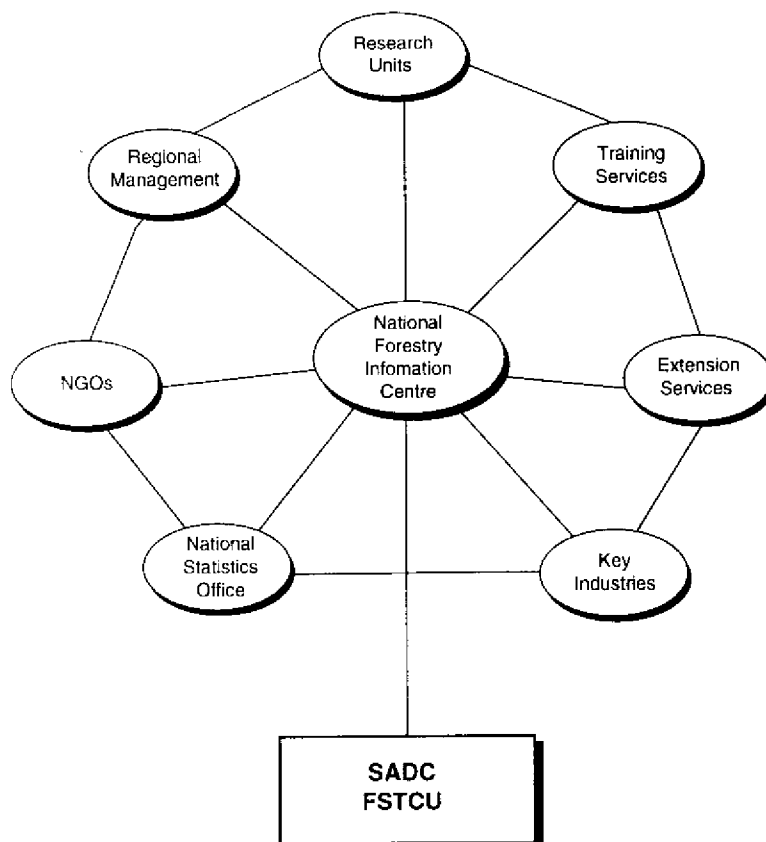 Research
Units
Regional
Management
Training
Services
National
Forestry
Infomation
Centre
NGOs
Extension
Services
National
Statistics
Office
Key
Industries
SADC
FSTCU